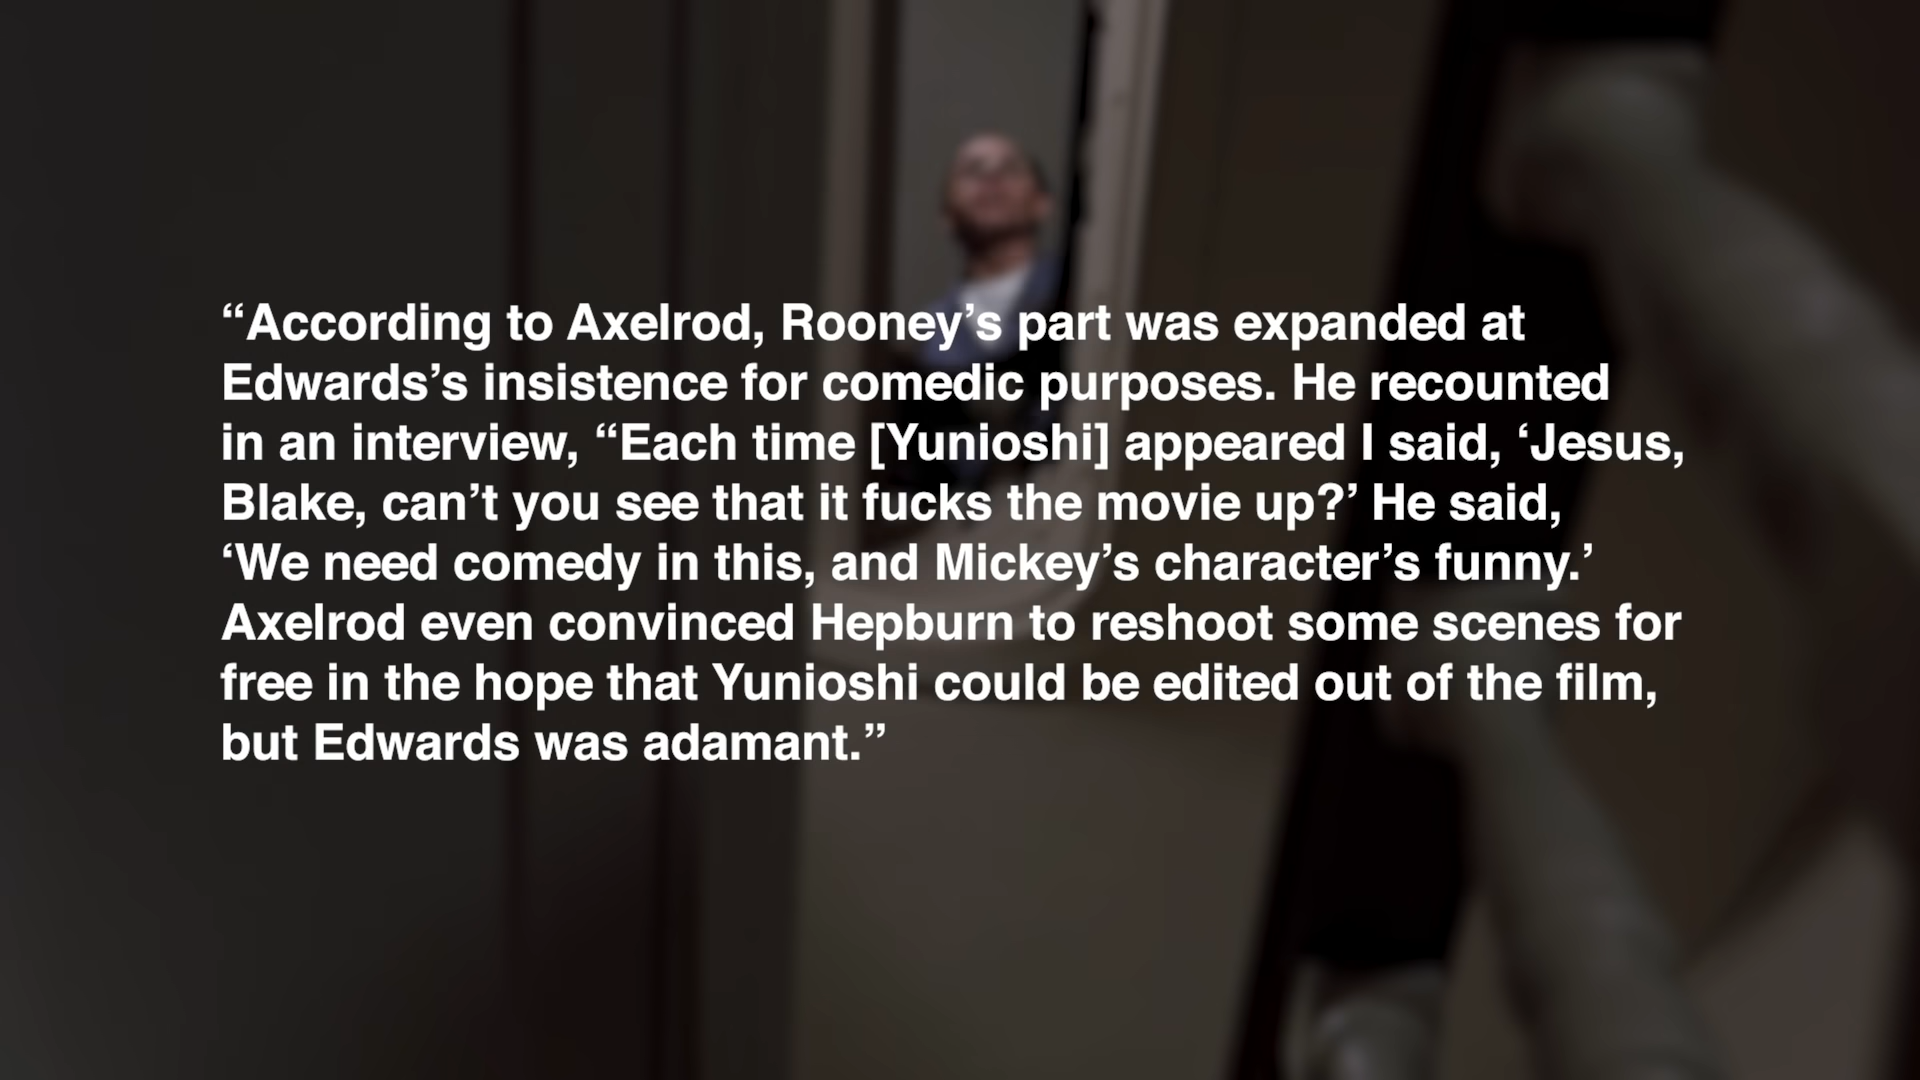 “According to Axelrod, Rooney’s part was expanded at
Edwards’s insistence for comedic purposes. He recounted
in an interview, “Each time [Yunioshi] appeared I said, ‘Jesus,
Blake, can’t you see that it fucks the movie up?’ He said,
‘We need comedy in this, and Mickey’s character’s funny.’
Axelrod even convinced Hepburn to reshoot some scenes for
free in the hope that Yunioshi could be edited out of the film,
but Edwards was adamant.”